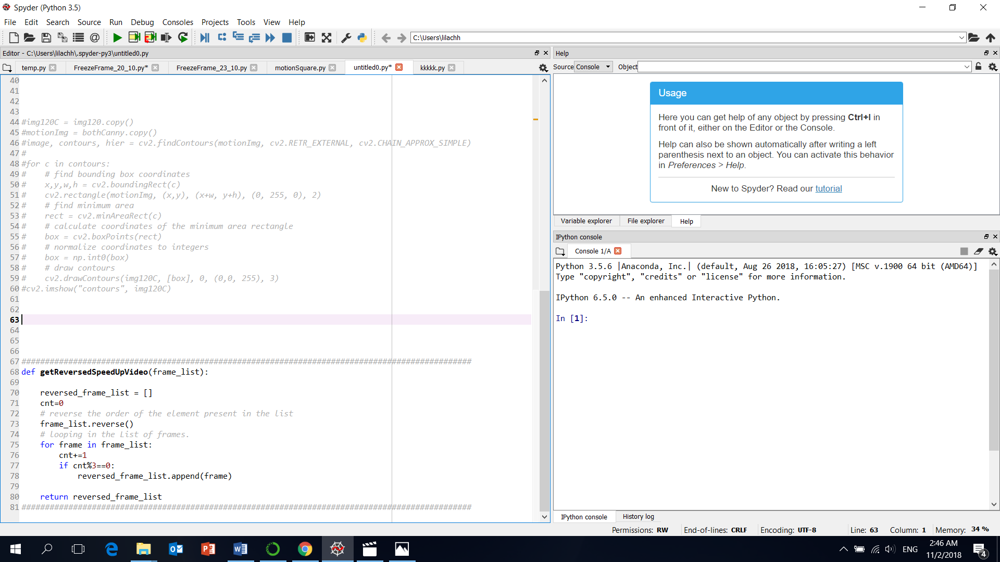 Spyder (Python 3.5)
File Edit Search Source Run Debug Consoles Projects Tools View Help
C:\Users\lilachh
Editor - C:\Users\lilachh\.spyder-py3\untitled0.py
temp.py FreezeFrame_20_10.py* FreezeFrame_23_10.py motionSquare.py untitled0.py* kkkkk.py
40
41
42
43
44 #img120C = img120.copy()
45 #motionImg = bothCanny.copy()
46 #image, contours, hier = cv2.findContours(motionImg, cv2.RETR_EXTERNAL, cv2.CHAIN_APPROX_SIMPLE)
47 #
48 #for c in contours:
49 #    # find bounding box coordinates
50 #    x,y,w,h = cv2.boundingRect(c)
51 #    cv2.rectangle(motionImg, (x,y), (x+w, y+h), (0, 255, 0), 2)
52 #    # find minimum area
53 #    rect = cv2.minAreaRect(c)
54 #    # calculate coordinates of the minimum area rectangle
55 #    box = cv2.boxPoints(rect)
56 #    # normalize coordinates to integers
57 #    box = np.int0(box)
58 #    # draw contours
59 #    cv2.drawContours(img120C, [box], 0, (0,0, 255), 3)
60 #cv2.imshow("contours", img120C)
61
62
63
64
65
66
67 ################################################################################################
68 def getReversedSpeedUpVideo(frame_list):
69
70     reversed_frame_list = []
71     cnt=0
72     # reverse the order of the element present in the list
73     frame_list.reverse()
74     # looping in the List of frames.
75     for frame in frame_list:
76         cnt+=1
77         if cnt%3==0:
78             reversed_frame_list.append(frame)
79
80     return reversed_frame_list
81 ################################################################################################
Help
Source Console Object
Usage
Here you can get help of any object by pressing Ctrl+I in
front of it, either on the Editor or the Console.
Help can also be shown automatically after writing a left
parenthesis next to an object. You can activate this behavior
in Preferences > Help.
New to Spyder? Read our tutorial
Variable explorer File explorer Help
IPython console
Console 1/A
Python 3.5.6 |Anaconda, Inc.| (default, Aug 26 2018, 16:05:27) [MSC v.1900 64 bit (AMD64)]
Type "copyright", "credits" or "license" for more information.
IPython 6.5.0 -- An enhanced Interactive Python.
In [1]:
IPython console History log
Permissions: RW End-of-lines: CRLF Encoding: UTF-8 Line: 63 Column: 1 Memory: 34 %
ENG
2:46 AM
11/2/2018
4